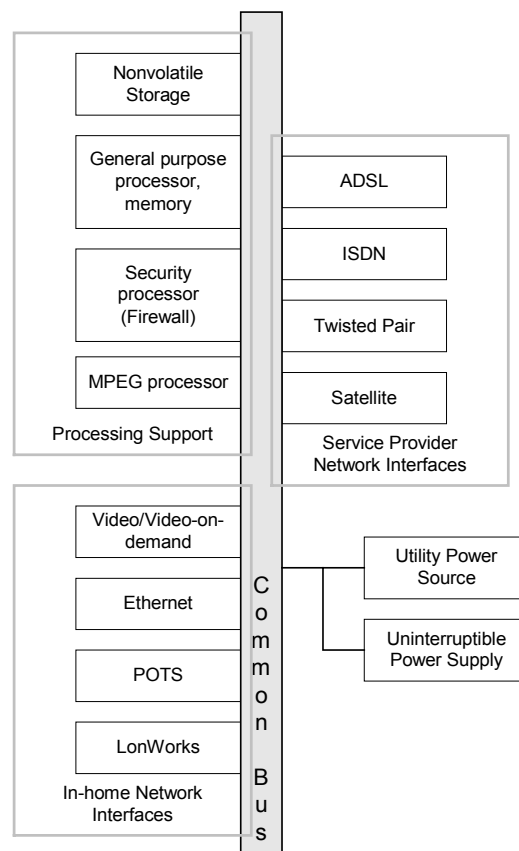 Nonvolatile
Storage
General purpose
processor,
memory
Security
processor
(Firewall)
MPEG processor
Processing Support
ADSL
ISDN
Twisted Pair
Satellite
Service Provider
Network Interfaces
Video/Video-on-
demand
Ethernet
POTS
LonWorks
In-home Network
Interfaces
Common Bus
Utility Power
Source
Uninterruptible
Power Supply